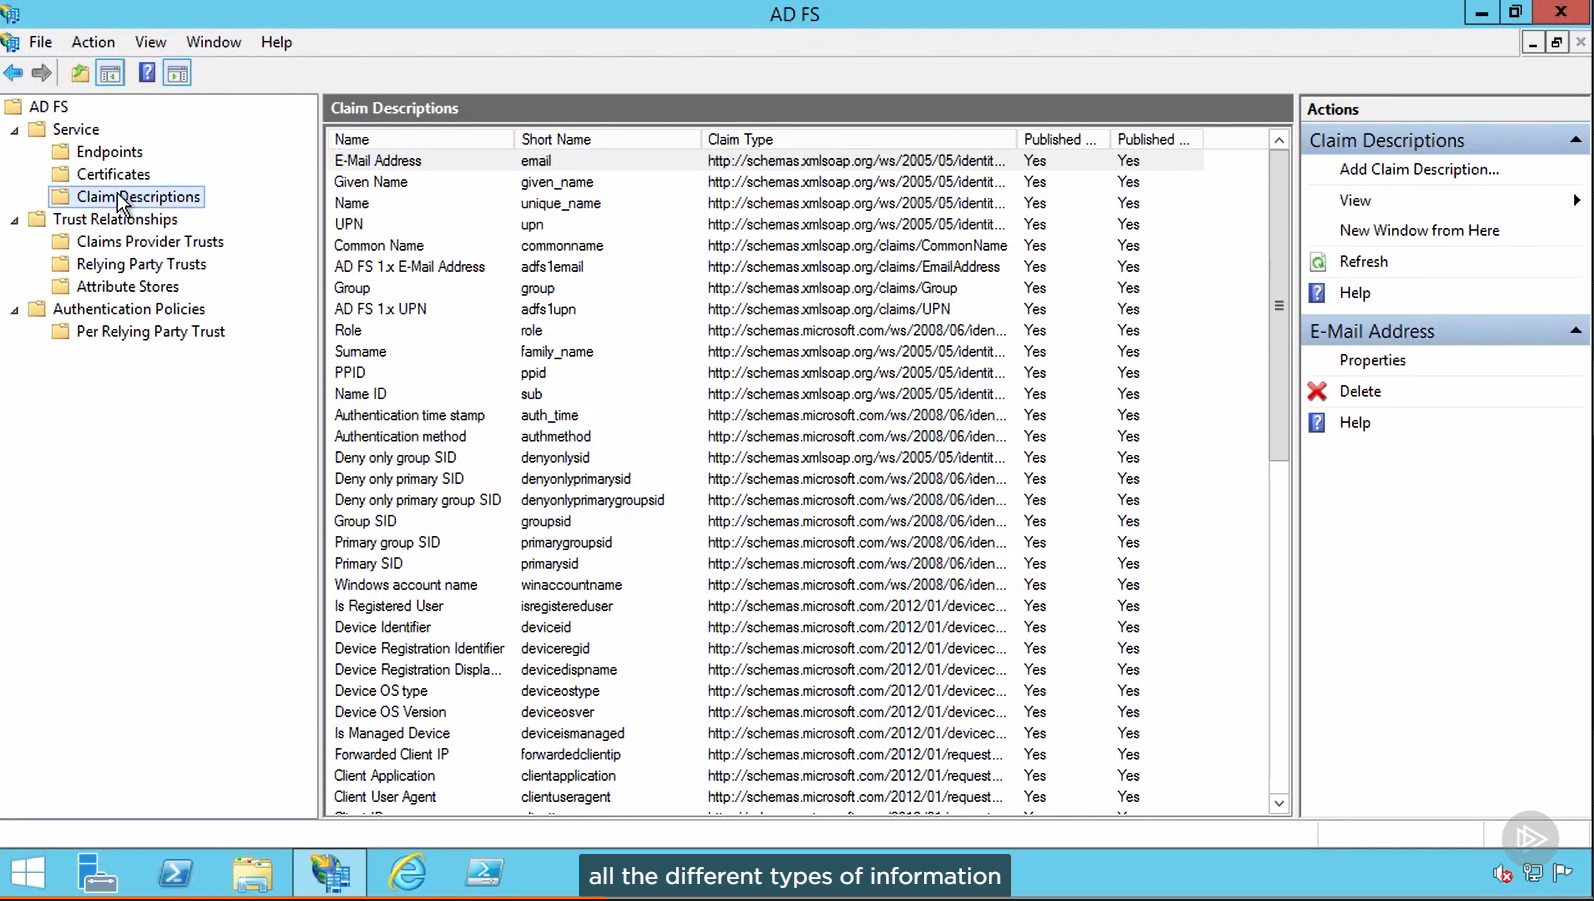 AD FS
File Action View Window Help
AD FS
Service
Endpoints
Certificates
Claim Descriptions
Trust Relationships
Claims Provider Trusts
Relying Party Trusts
Attribute Stores
Authentication Policies
Per Relying Party Trust
Claim Descriptions
Name Short Name Claim Type Published ... Published ...
E-Mail Address email http://schemas.xmlsoap.org/ws/2005/05/identit... Yes Yes
Given Name given_name http://schemas.xmlsoap.org/ws/2005/05/identit... Yes Yes
Name unique_name http://schemas.xmlsoap.org/ws/2005/05/identit... Yes Yes
UPN upn http://schemas.xmlsoap.org/ws/2005/05/identit... Yes Yes
Common Name commonname http://schemas.xmlsoap.org/claims/CommonName Yes Yes
AD FS 1.x E-Mail Address adfs1email http://schemas.xmlsoap.org/claims/EmailAddress Yes Yes
Group group http://schemas.xmlsoap.org/claims/Group Yes Yes
AD FS 1.x UPN adfs1upn http://schemas.xmlsoap.org/claims/UPN Yes Yes
Role role http://schemas.microsoft.com/ws/2008/06/iden... Yes Yes
Surname family_name http://schemas.xmlsoap.org/ws/2005/05/identit... Yes Yes
PPID ppid http://schemas.xmlsoap.org/ws/2005/05/identit... Yes Yes
Name ID sub http://schemas.xmlsoap.org/ws/2005/05/identit... Yes Yes
Authentication time stamp auth_time http://schemas.microsoft.com/ws/2008/06/iden... Yes Yes
Authentication method authmethod http://schemas.microsoft.com/ws/2008/06/iden... Yes Yes
Deny only group SID denyonlysid http://schemas.xmlsoap.org/ws/2005/05/identit... Yes Yes
Deny only primary SID denyonlyprimarysid http://schemas.microsoft.com/ws/2008/06/iden... Yes Yes
Deny only primary group SID denyonlyprimarygroupsid http://schemas.microsoft.com/ws/2008/06/iden... Yes Yes
Group SID groupsid http://schemas.microsoft.com/ws/2008/06/iden... Yes Yes
Primary group SID primarygroupsid http://schemas.microsoft.com/ws/2008/06/iden... Yes Yes
Primary SID primarysid http://schemas.microsoft.com/ws/2008/06/iden... Yes Yes
Windows account name winaccountname http://schemas.microsoft.com/ws/2008/06/iden... Yes Yes
Is Registered User isregistereduser http://schemas.microsoft.com/2012/01/devicec... Yes Yes
Device Identifier deviceid http://schemas.microsoft.com/2012/01/devicec... Yes Yes
Device Registration Identifier deviceregid http://schemas.microsoft.com/2012/01/devicec... Yes Yes
Device Registration Displa... devicedispname http://schemas.microsoft.com/2012/01/devicec... Yes Yes
Device OS type deviceostype http://schemas.microsoft.com/2012/01/devicec... Yes Yes
Device OS Version deviceosver http://schemas.microsoft.com/2012/01/devicec... Yes Yes
Is Managed Device deviceismanaged http://schemas.microsoft.com/2012/01/devicec... Yes Yes
Forwarded Client IP forwardedclientip http://schemas.microsoft.com/2012/01/request... Yes Yes
Client Application clientapplication http://schemas.microsoft.com/2012/01/request... Yes Yes
Client User Agent clientuseragent http://schemas.microsoft.com/2012/01/request... Yes Yes
Actions
Claim Descriptions
Add Claim Description...
View
New Window from Here
Refresh
Help
E-Mail Address
Properties
Delete
Help
all the different types of information